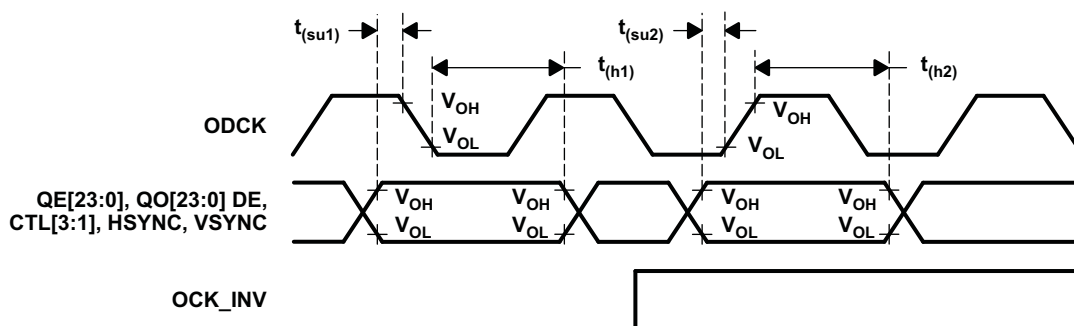 t(su1)
t(su2)
t(h1)
t(h2)
ODCK
VOH
VOL
VOH
VOL
QE[23:0], QO[23:0] DE,
CTL[3:1], HSYNC, VSYNC
VOH
VOH
VOH
VOH
VOL
VOL
VOL
VOL
OCK_INV